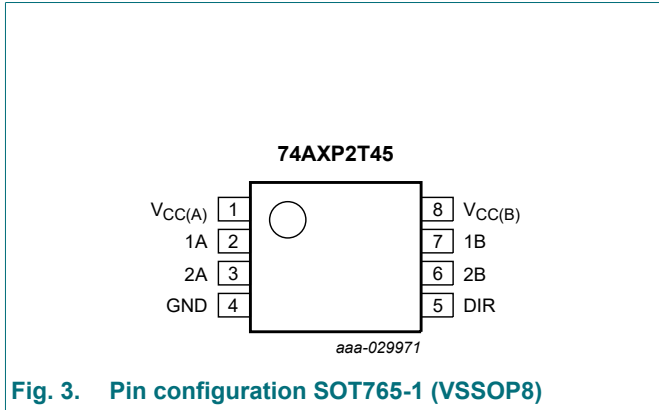 74AXP2T45
VCC(A) 1 8 VCC(B)
1A 2 7 1B
2A 3 6 2B
GND 4 5 DIR
aaa-029971
Fig. 3. Pin configuration SOT765-1 (VSSOP8)